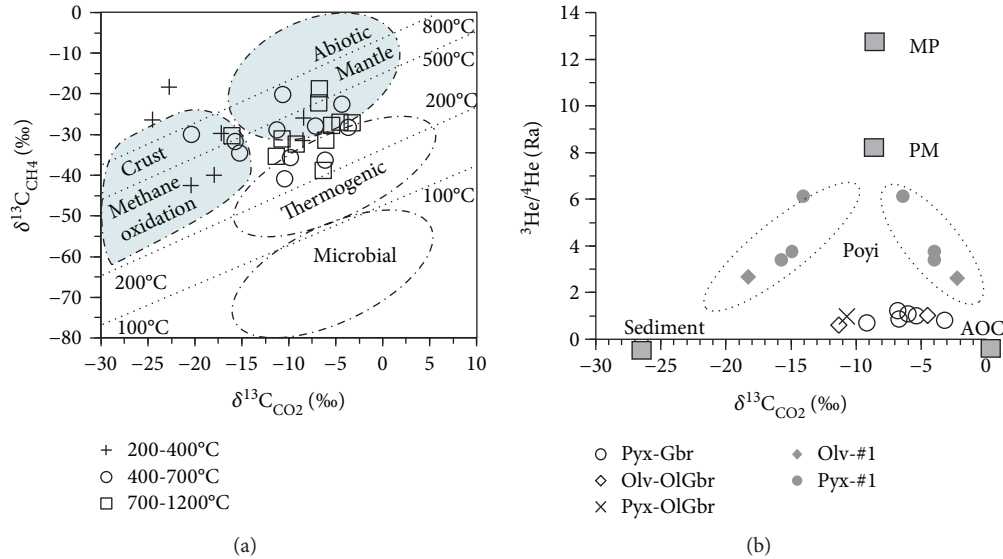 0
−10
−20
−30
−40
−50
−60
−70
−80
δ¹³C_CH4 (‰)
−30 −25 −20 −15 −10 −5 0 5 10
δ¹³C_CO2 (‰)
Abiotic
Mantle
800°C
500°C
200°C
Crust
Methane
oxidation
Thermogenic
100°C
Microbial
200°C
100°C
200-400°C
400-700°C
700-1200°C
(a)
14
12
10
8
6
4
2
0
³He/⁴He (Ra)
−30 −25 −20 −15 −10 −5 0
δ¹³C_CO2 (‰)
MP
PM
Poyi
Sediment
AOC
Pyx-Gbr
Olv-OlGbr
Pyx-OlGbr
Olv-#1
Pyx-#1
(b)